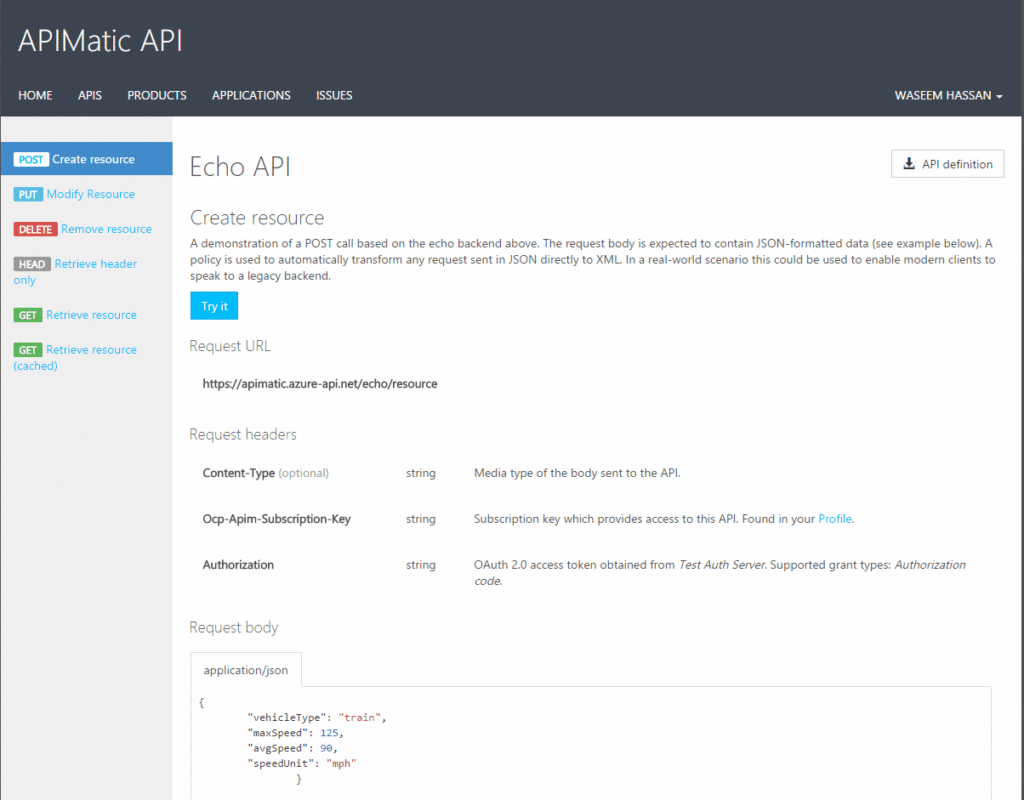 APIMatic API
HOME APIS PRODUCTS APPLICATIONS ISSUES WASEEM HASSAN
POST Create resource
PUT Modify Resource
DELETE Remove resource
HEAD Retrieve header
only
GET Retrieve resource
GET Retrieve resource
(cached)
Echo API
API definition
Create resource
A demonstration of a POST call based on the echo backend above. The request body is expected to contain JSON-formatted data (see example below). A
policy is used to automatically transform any request sent in JSON directly to XML. In a real-world scenario this could be used to enable modern clients to
speak to a legacy backend.
Try it
Request URL
https://apimatic.azure-api.net/echo/resource
Request headers
Content-Type (optional) string Media type of the body sent to the API.
Ocp-Apim-Subscription-Key string Subscription key which provides access to this API. Found in your Profile.
Authorization string OAuth 2.0 access token obtained from Test Auth Server. Supported grant types: Authorization
code.
Request body
application/json
{
"vehicleType": "train",
"maxSpeed": 125,
"avgSpeed": 90,
"speedUnit": "mph"
}